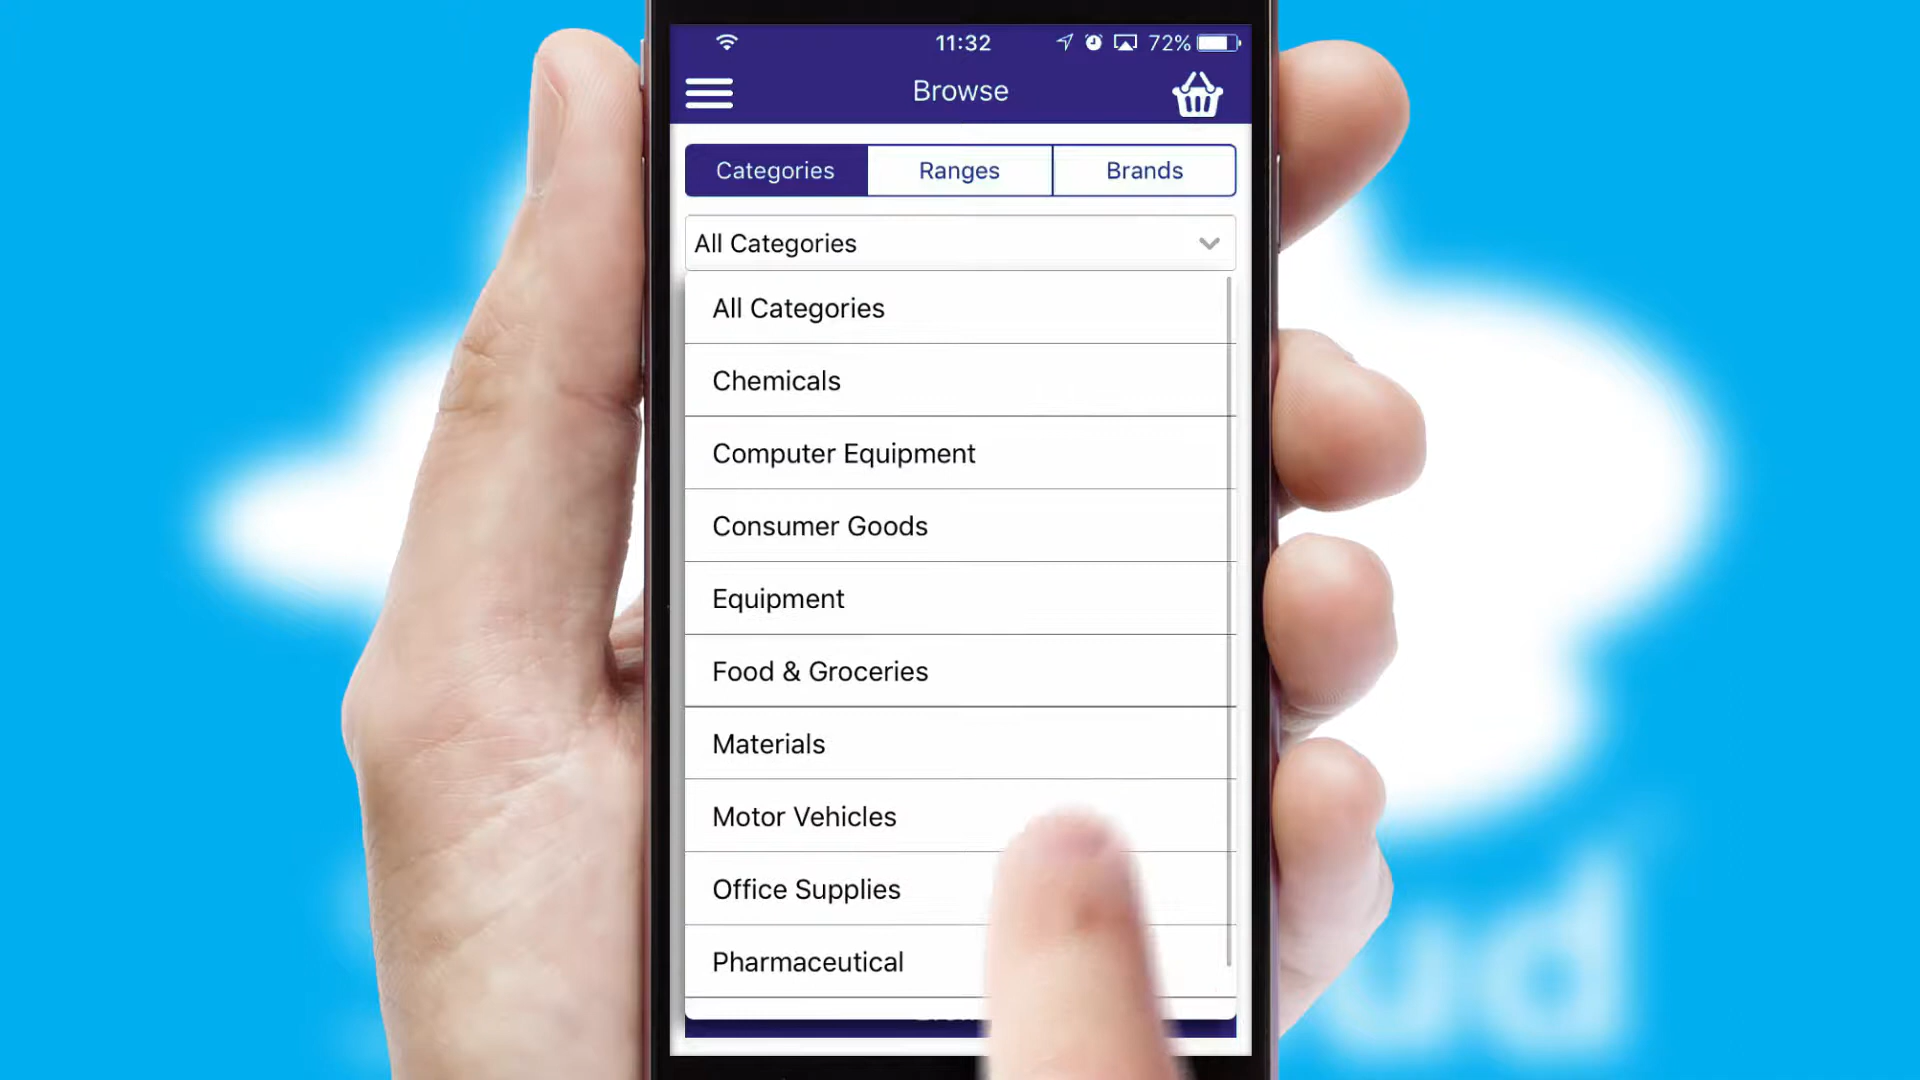 11:32
72%
Browse
Categories
Ranges
Brands
All Categories
All Categories
Chemicals
Computer Equipment
Consumer Goods
Equipment
Food & Groceries
Materials
Motor Vehicles
Office Supplies
Pharmaceutical
ud